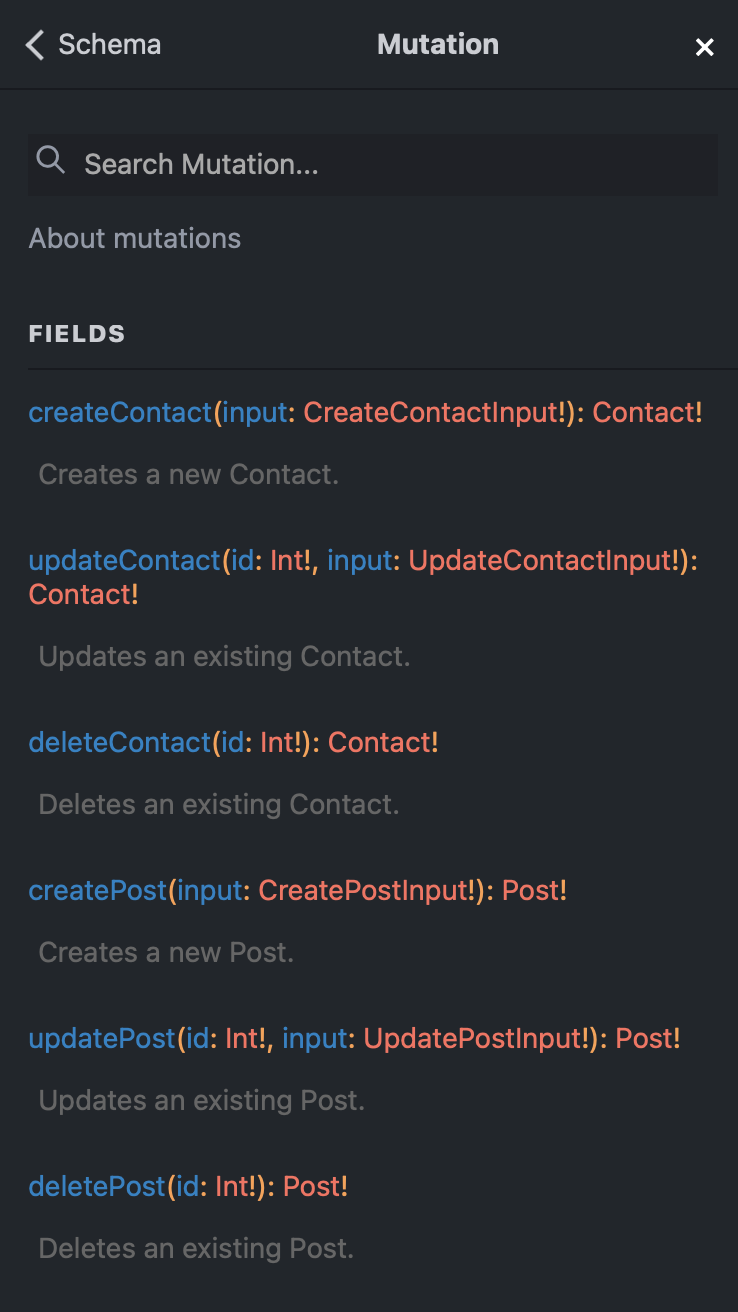 Schema
Mutation
×
Search Mutation...
About mutations
FIELDS
createContact(input: CreateContactInput!): Contact!
Creates a new Contact.
updateContact(id: Int!, input: UpdateContactInput!):
Contact!
Updates an existing Contact.
deleteContact(id: Int!): Contact!
Deletes an existing Contact.
createPost(input: CreatePostInput!): Post!
Creates a new Post.
updatePost(id: Int!, input: UpdatePostInput!): Post!
Updates an existing Post.
deletePost(id: Int!): Post!
Deletes an existing Post.